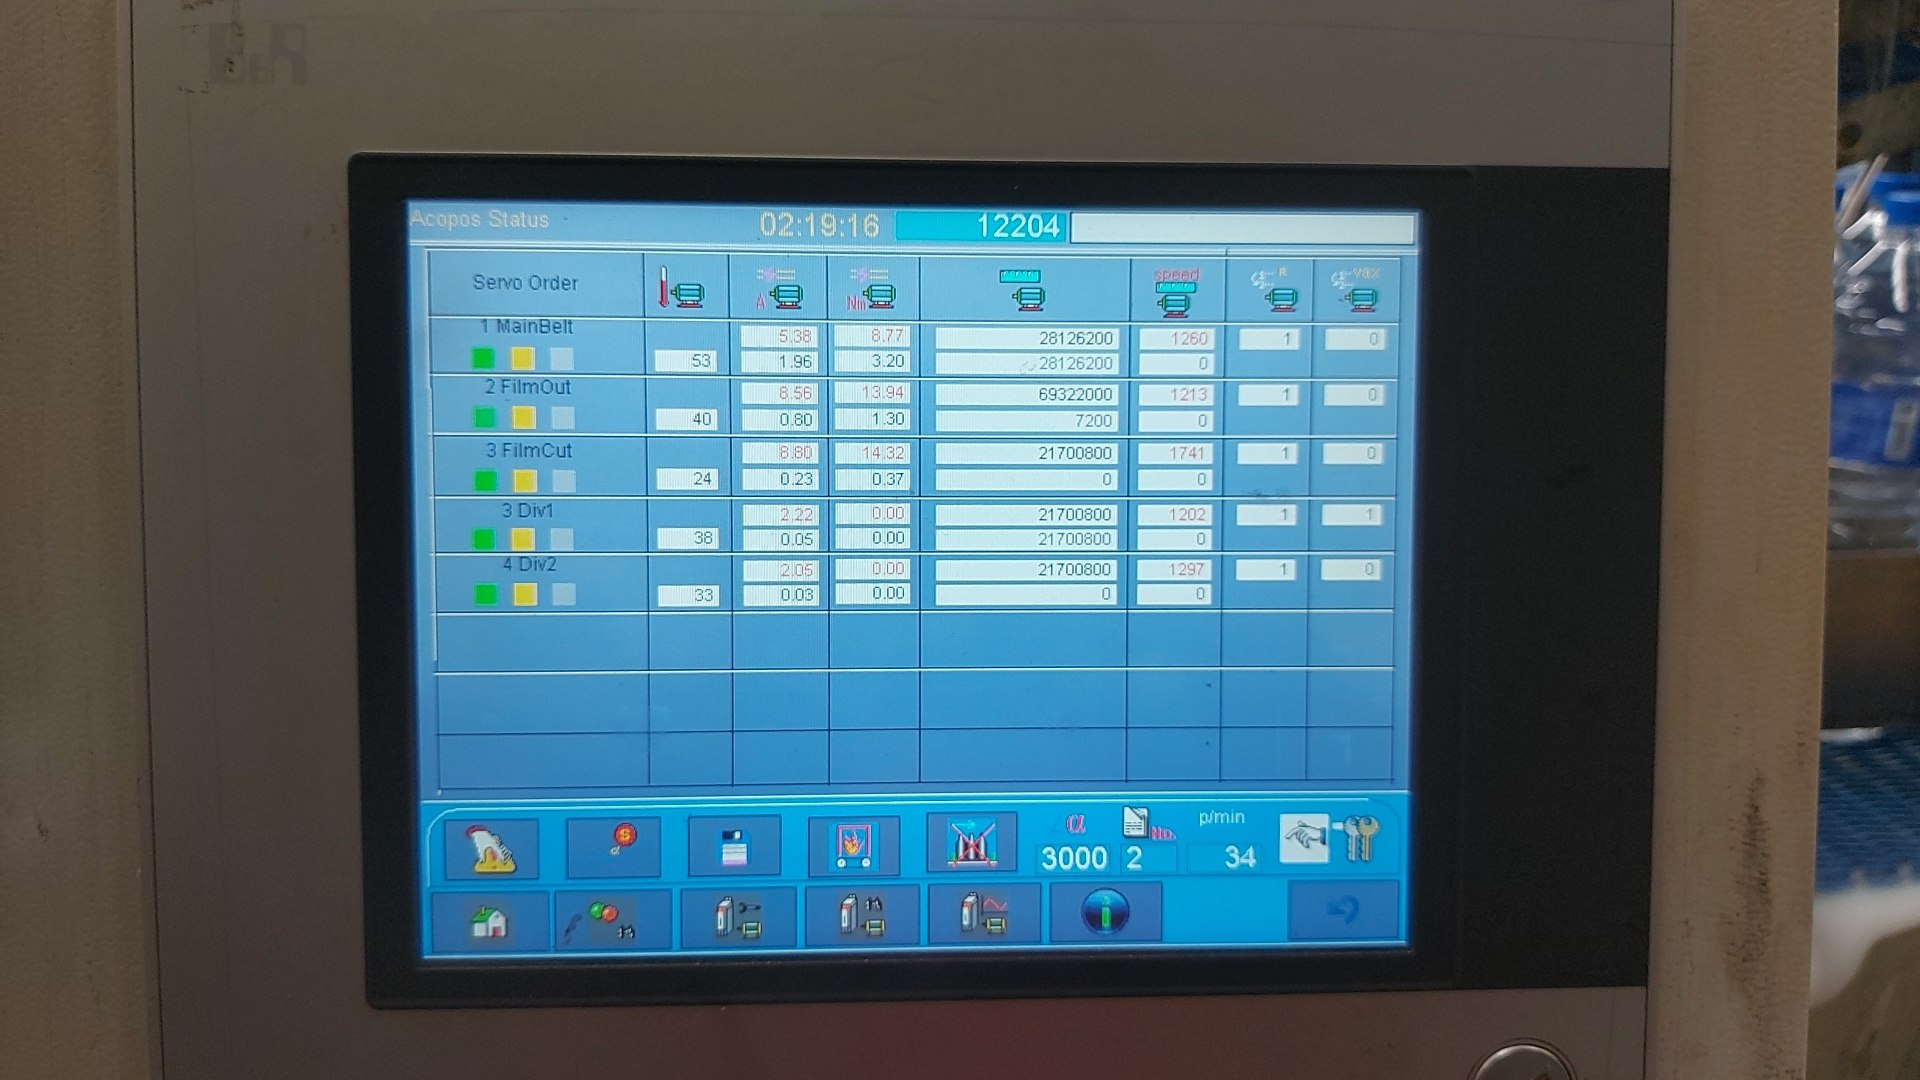 B&R
Acopos Status 02:19:16 12204
Servo Order A Nm speed R vax
1 MainBelt 5.38 8.77 28126200 1260 1 0
53 1.96 3.20 28126200 0
2 FilmOut 8.56 13.94 69322000 1213 1 0
40 0.80 1.30 7200 0
3 FilmCut 8.80 14.32 21700800 1741 1 0
24 0.23 0.37 0 0
3 Div1 2.22 0.00 21700800 1202 1 1
38 0.05 0.00 21700800 0
4 Div2 2.05 0.00 21700800 1297 1 0
33 0.03 0.00 0 0
S α No. p/min
3000 2 34
i